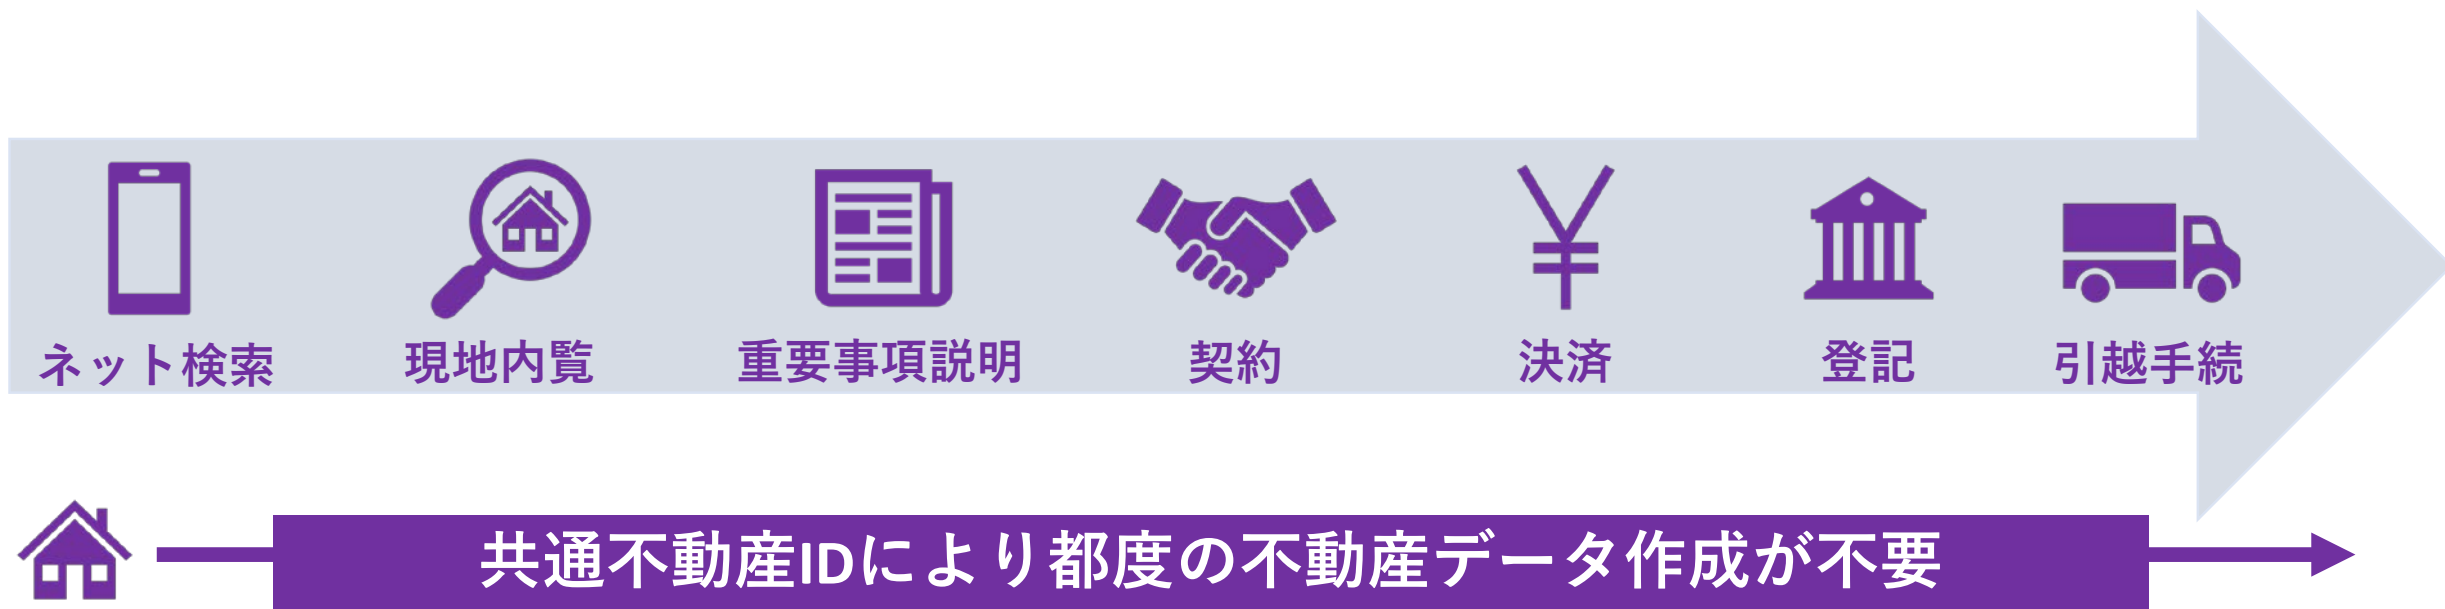 ネット検索
現地内覧
重要事項説明
契約
決済
登記
引越手続
共通不動産IDにより都度の不動産データ作成が不要